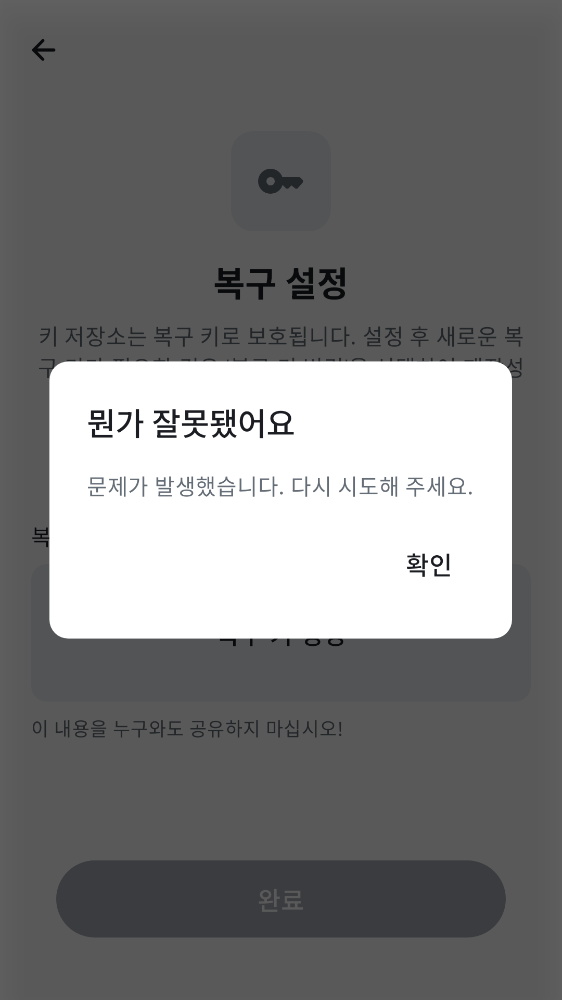 복구 설정
키 저장소는 복구 키로 보호됩니다. 설정 후 새로운 복
뭔가 잘못됐어요
문제가 발생했습니다. 다시 시도해 주세요.
복
확인
이 내용을 누구와도 공유하지 마십시오!
완료